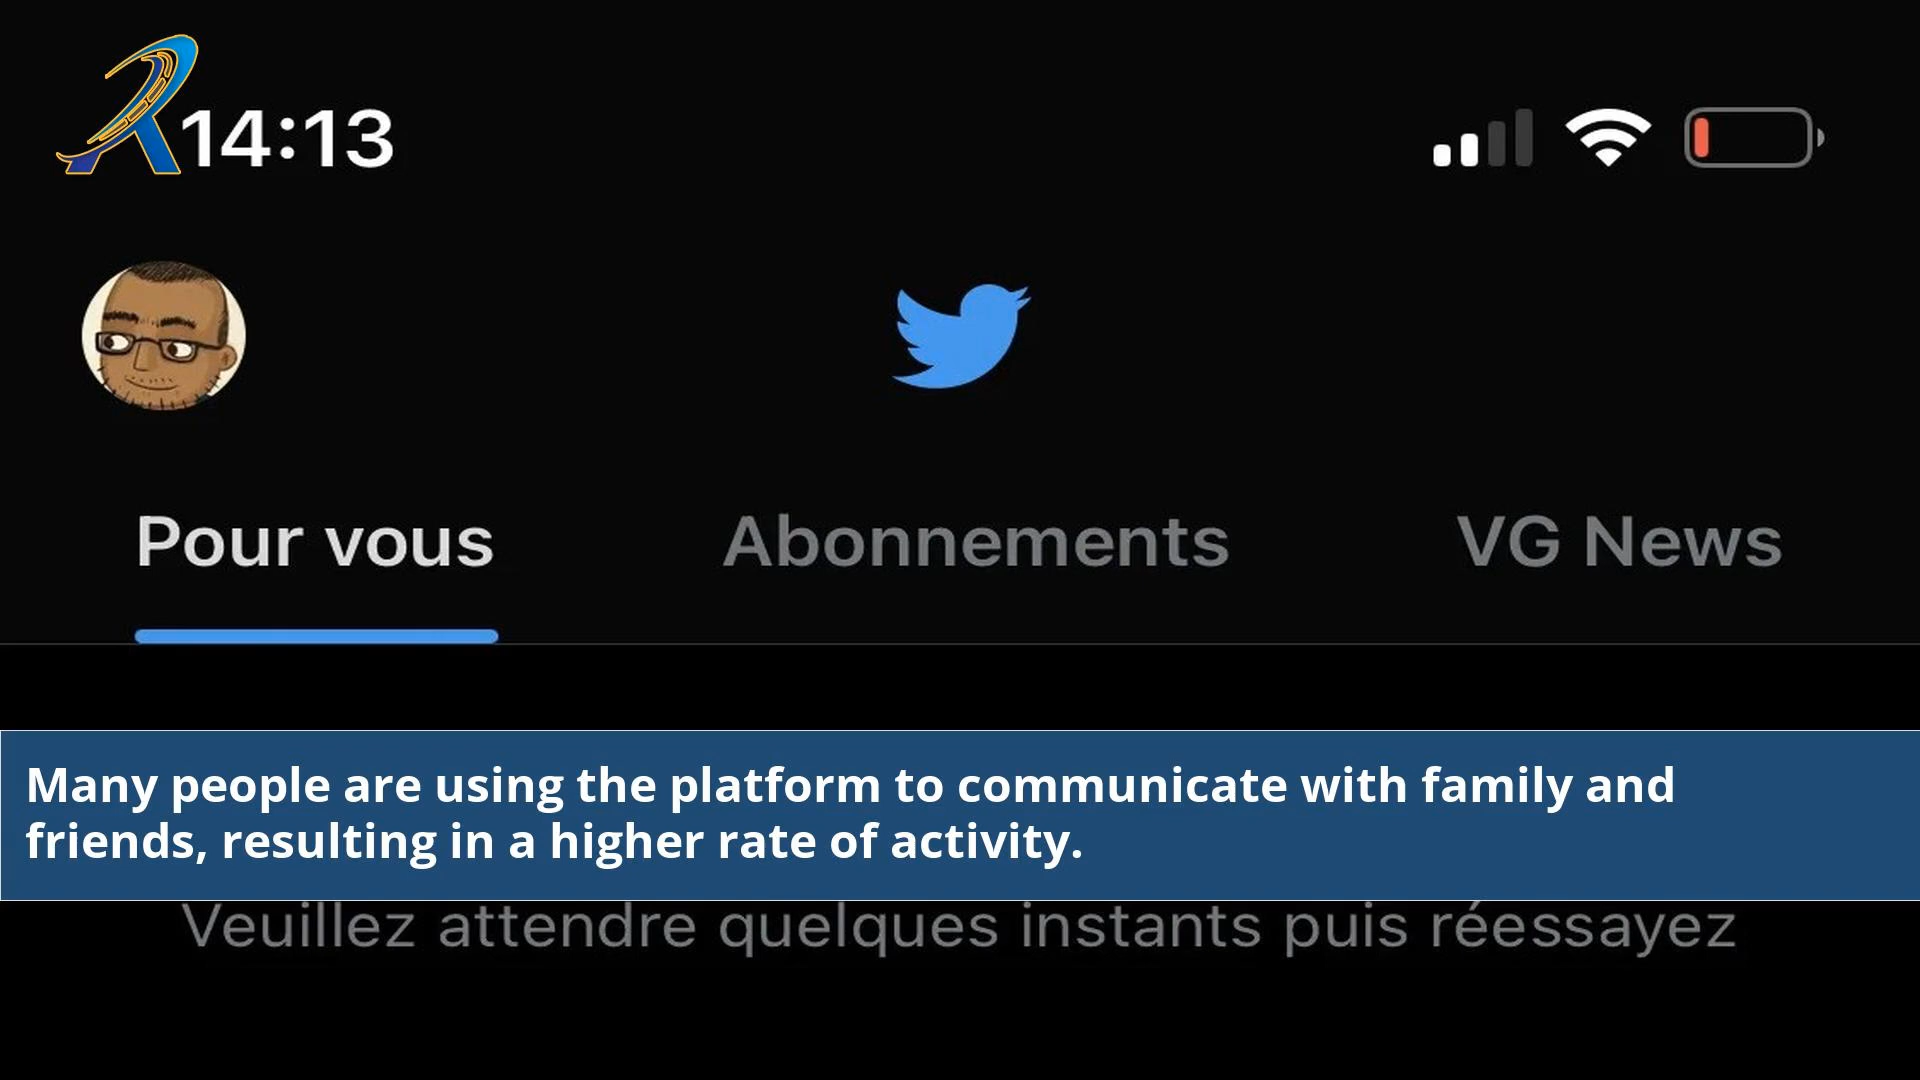 14:13
Pour vous
Abonnements
VG News
Many people are using the platform to communicate with family and
friends, resulting in a higher rate of activity.
Veuillez attendre quelques instants puis réessayez